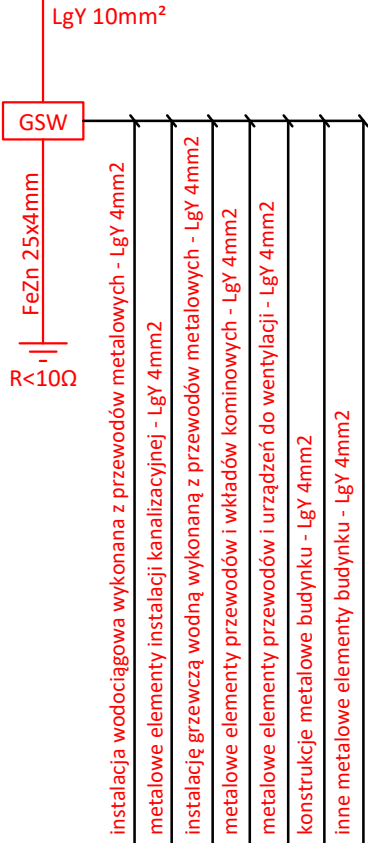 LgY 10mm²
GSW
FeZn 25x4mm
R<10Ω
instalacja wodociągowa wykonana z przewodów metalowych - LgY 4mm2
metalowe elementy instalacji kanalizacyjnej - LgY 4mm2
instalację grzewczą wodną wykonaną z przewodów metalowych - LgY 4mm2
metalowe elementy przewodów i wkładów kominowych - LgY 4mm2
metalowe elementy przewodów i urządzeń do wentylacji - LgY 4mm2
konstrukcje metalowe budynku - LgY 4mm2
inne metalowe elementy budynku - LgY 4mm2